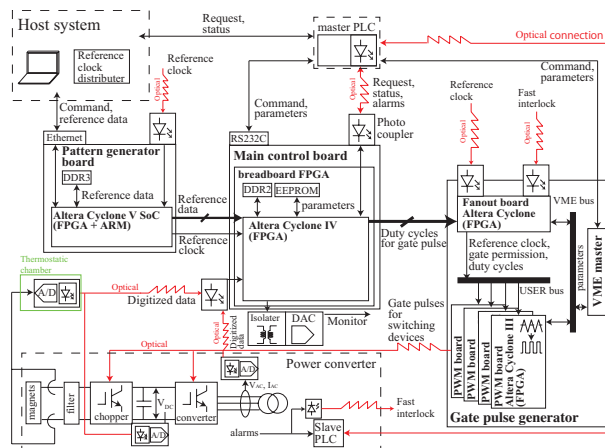 Host system
Reference
clock
distributer
Request,
status
master PLC
Optical connection
Reference
clock
Optical
Command,
reference data
Command,
parameters
Optical
Request,
status,
alarms
Reference
clock
Optical
Fast
interlock
Optical
Command,
parameters
Ethernet
Pattern generator
board
DDR3
Reference data
Altera Cyclone V SoC
(FPGA + ARM)
Reference
data
Reference
clock
RS232C
Photo
coupler
Main control board
breadboard FPGA
DDR2
EEPROM
parameters
Altera Cyclone IV
(FPGA)
Duty cycles
for gate pulse
Fanout board
Altera Cyclone
(FPGA)
VME bus
Reference clock,
gate permission,
duty cycles
USER bus
parameters
VME master
PWM board
PWM board
PWM board
PWM board
Altera Cyclone III
(FPGA)
Gate pulse generator
Thermostatic
chamber
A/D
Optical
Digitized data
Optical
Digitized
data
Isolater
DAC
Monitor
Gate pulses
for switching
devices
Optical
Power converter
magnets
filter
chopper
VDC
converter
A/D
VAC, IAC
A/D
alarms
Slave
PLC
Fast
interlock